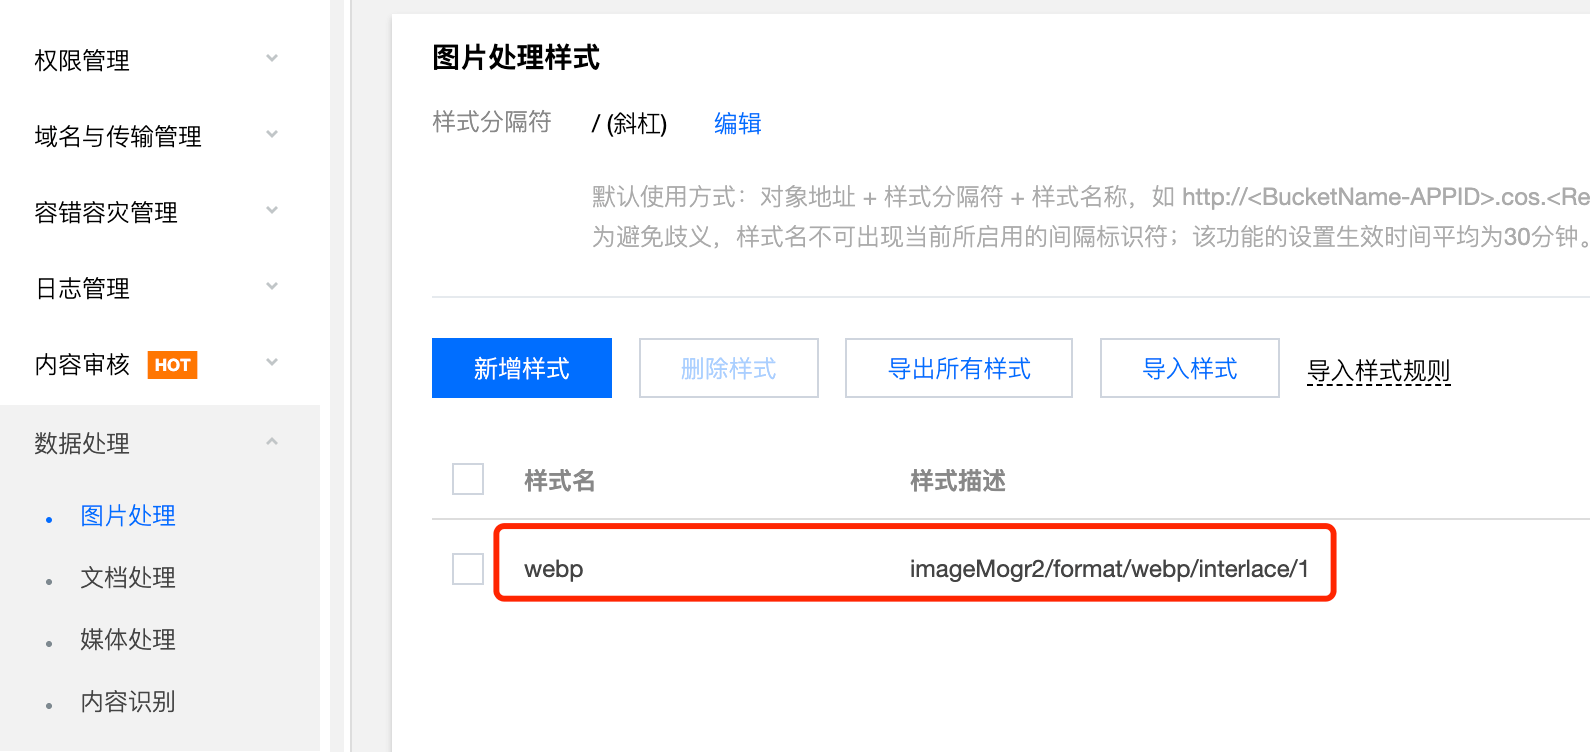 权限管理
域名与传输管理
容错容灾管理
日志管理
内容审核 HOT
数据处理
图片处理
文档处理
媒体处理
内容识别
图片处理样式
样式分隔符 / (斜杠) 编辑
默认使用方式：对象地址 + 样式分隔符 + 样式名称，如 http://<BucketName-APPID>.cos.<Re
为避免歧义，样式名不可出现当前所启用的间隔标识符；该功能的设置生效时间平均为30分钟。
新增样式 删除样式 导出所有样式 导入样式 导入样式规则
样式名 样式描述
webp imageMogr2/format/webp/interlace/1